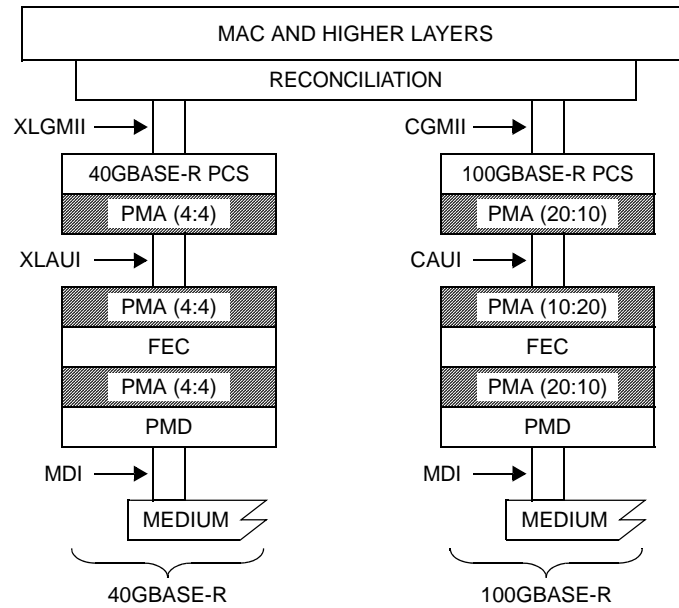 MAC AND HIGHER LAYERS
RECONCILIATION
XLGMII
CGMII
40GBASE-R PCS
100GBASE-R PCS
PMA (4:4)
PMA (20:10)
XLAUI
CAUI
PMA (4:4)
PMA (10:20)
FEC
FEC
PMA (4:4)
PMA (20:10)
PMD
PMD
MDI
MDI
MEDIUM
MEDIUM
40GBASE-R
100GBASE-R